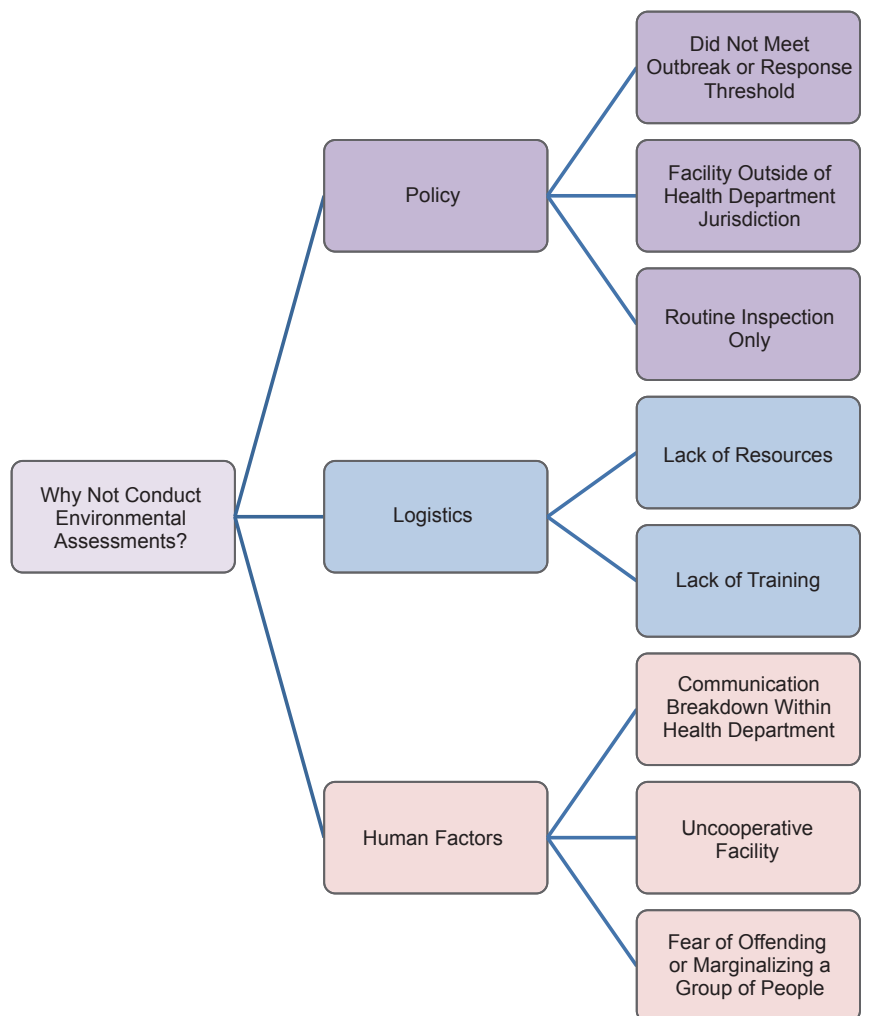 Why Not Conduct
Environmental
Assessments?
Policy
Did Not Meet
Outbreak or Response
Threshold
Facility Outside of
Health Department
Jurisdiction
Routine Inspection
Only
Logistics
Lack of Resources
Lack of Training
Human Factors
Communication
Breakdown Within
Health Department
Uncooperative
Facility
Fear of Offending
or Marginalizing a
Group of People